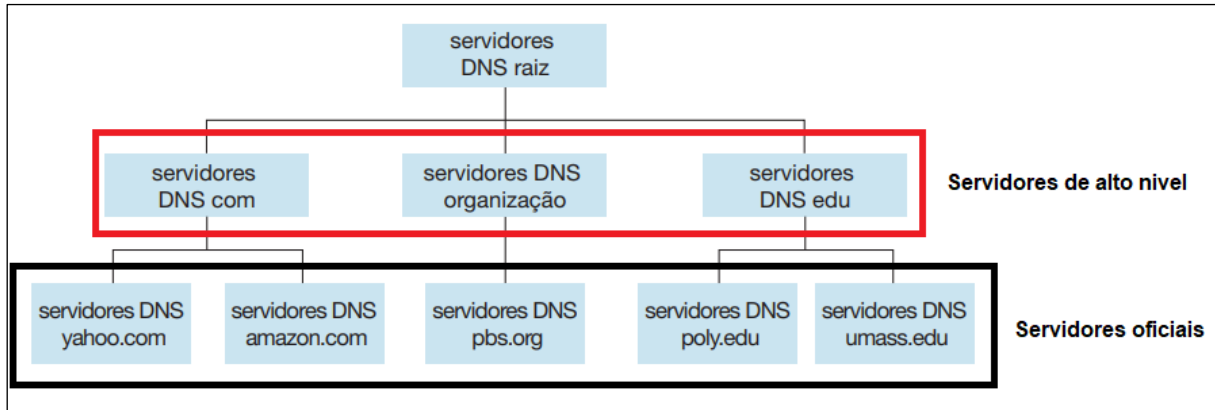 servidores
DNS raiz
servidores
DNS com
servidores DNS
organização
servidores
DNS edu
Servidores de alto nivel
servidores DNS
yahoo.com
servidores DNS
amazon.com
servidores DNS
pbs.org
servidores DNS
poly.edu
servidores DNS
umass.edu
Servidores oficiais